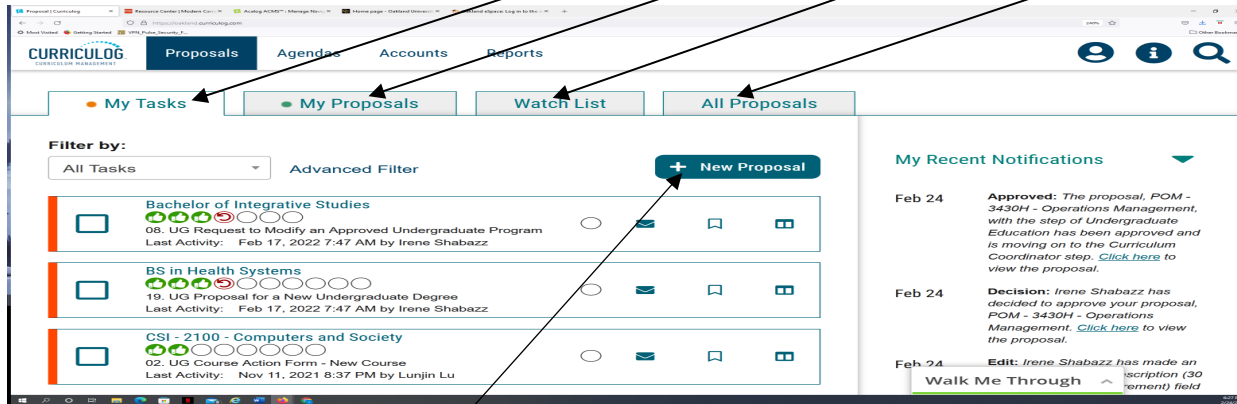 Proposal | Curriculog
Resource Center | Modern Cam
Acalog ACMS™: Manage Navi
Home page - Oakland Universit
Oakland eSpace: Log in to the
https://oakland.curriculog.com
240%
Most Visited Getting Started VPN_Pulse_Security_F...
Other Bookmar
CURRICULOG
CURRICULUM MANAGEMENT
Proposals Agendas Accounts Reports
My Tasks My Proposals Watch List All Proposals
Filter by:
All Tasks Advanced Filter + New Proposal
Bachelor of Integrative Studies
08. UG Request to Modify an Approved Undergraduate Program
Last Activity: Feb 17, 2022 7:47 AM by Irene Shabazz
BS in Health Systems
19. UG Proposal for a New Undergraduate Degree
Last Activity: Feb 17, 2022 7:47 AM by Irene Shabazz
CSI - 2100 - Computers and Society
02. UG Course Action Form - New Course
Last Activity: Nov 11, 2021 8:37 PM by Lunjin Lu
My Recent Notifications
Feb 24 Approved: The proposal, POM -
3430H - Operations Management,
with the step of Undergraduate
Education has been approved and
is moving on to the Curriculum
Coordinator step. Click here to
view the proposal.
Feb 24 Decision: Irene Shabazz has
decided to approve your proposal,
POM - 3430H - Operations
Management. Click here to view
the proposal.
Feb 24 Edit: Irene Shabazz has made an
scription (30
rement) field
Walk Me Through